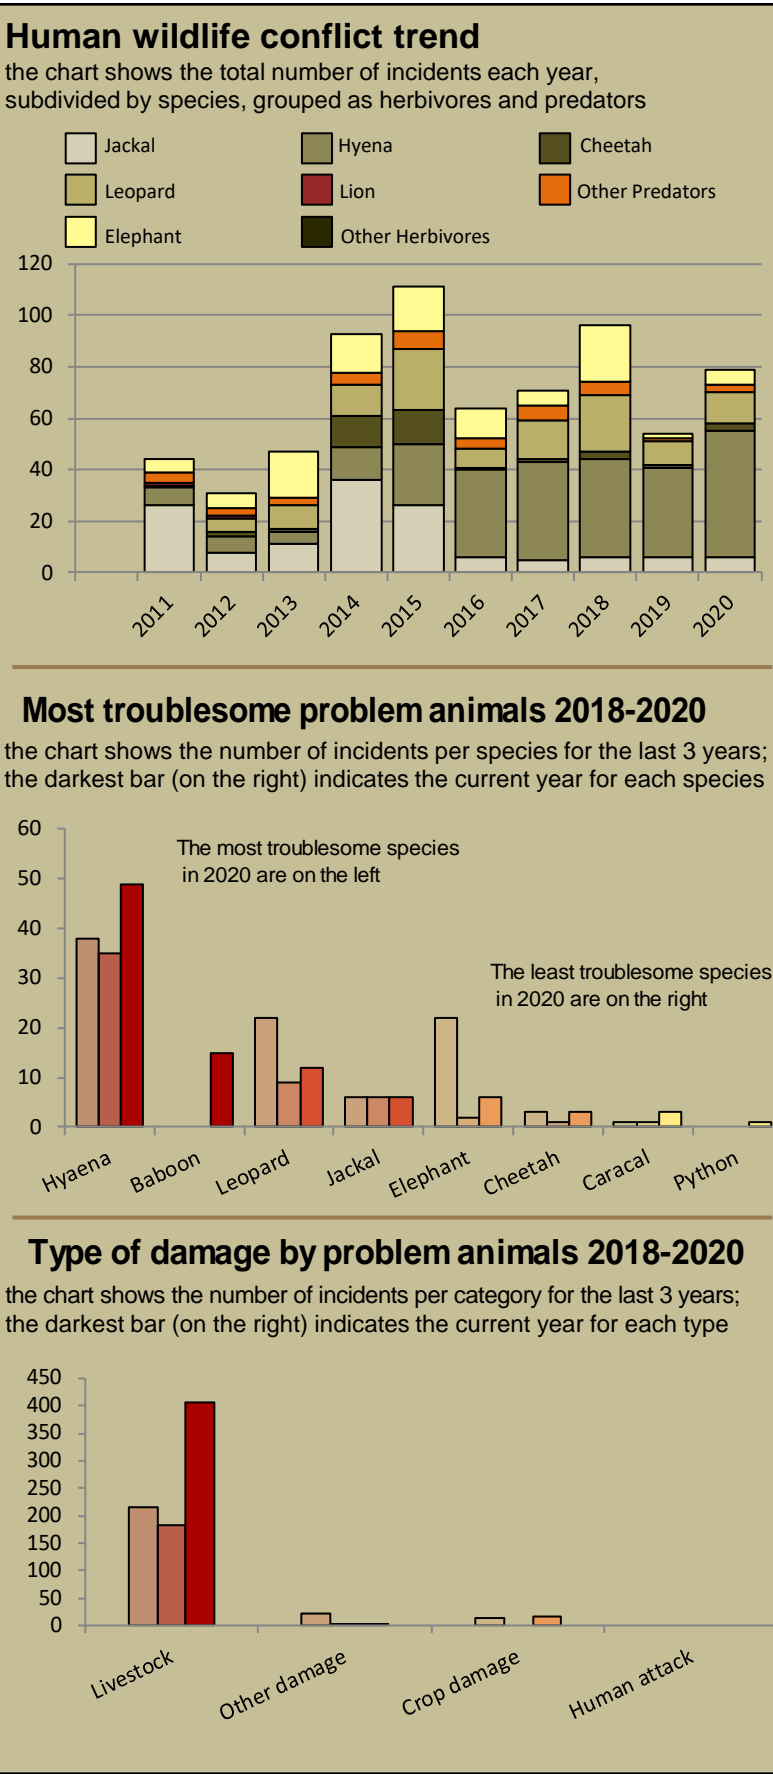 Human wildlife conflict trend
the chart shows the total number of incidents each year,
subdivided by species, grouped as herbivores and predators
Jackal Hyena Cheetah
Leopard Lion Other Predators
Elephant Other Herbivores
120
100
80
60
40
20
0
2011 2012 2013 2014 2015 2016 2017 2018 2019 2020
Most troublesome problem animals 2018-2020
the chart shows the number of incidents per species for the last 3 years;
the darkest bar (on the right) indicates the current year for each species
60
The most troublesome species
in 2020 are on the left
50
40
The least troublesome species
in 2020 are on the right
30
20
10
0
Hyaena Baboon Leopard Jackal Elephant Cheetah Caracal Python
Type of damage by problem animals 2018-2020
the chart shows the number of incidents per category for the last 3 years;
the darkest bar (on the right) indicates the current year for each type
450
400
350
300
250
200
150
100
50
0
Livestock Other damage Crop damage Human attack